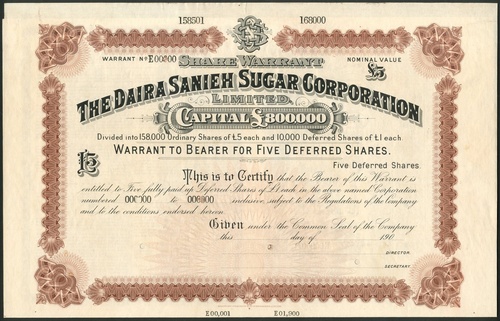 158501 168000
WARRANT No E00000 NOMINAL VALUE
SHARE WARRANT £5
THE DAIRA SANIEH SUGAR CORPORATION
LIMITED.
CAPITAL £800,000
Divided into 158,000 Ordinary Shares of £5 each and 10,000 Deferred Shares of £1 each.
WARRANT TO BEARER FOR FIVE DEFERRED SHARES.
£5 Five Deferred Shares
This is to Certify that the Bearer of this Warrant is
entitled to Five fully paid up Deferred Shares of £1 each in the above named Corporation
numbered 000000 to 000000 inclusive, subject to the Regulations of the Company
and to the conditions endorsed hereon.
Given under the Common Seal of the Company
this day of 190
DIRECTOR.
SECRETARY.
E00,001 E01,900